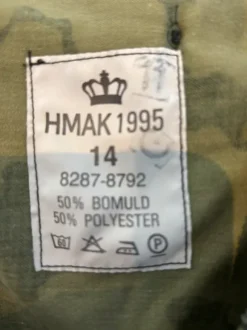 HMAK 1995
14
8287-8792
50% BOMULD
50% POLYESTER
P